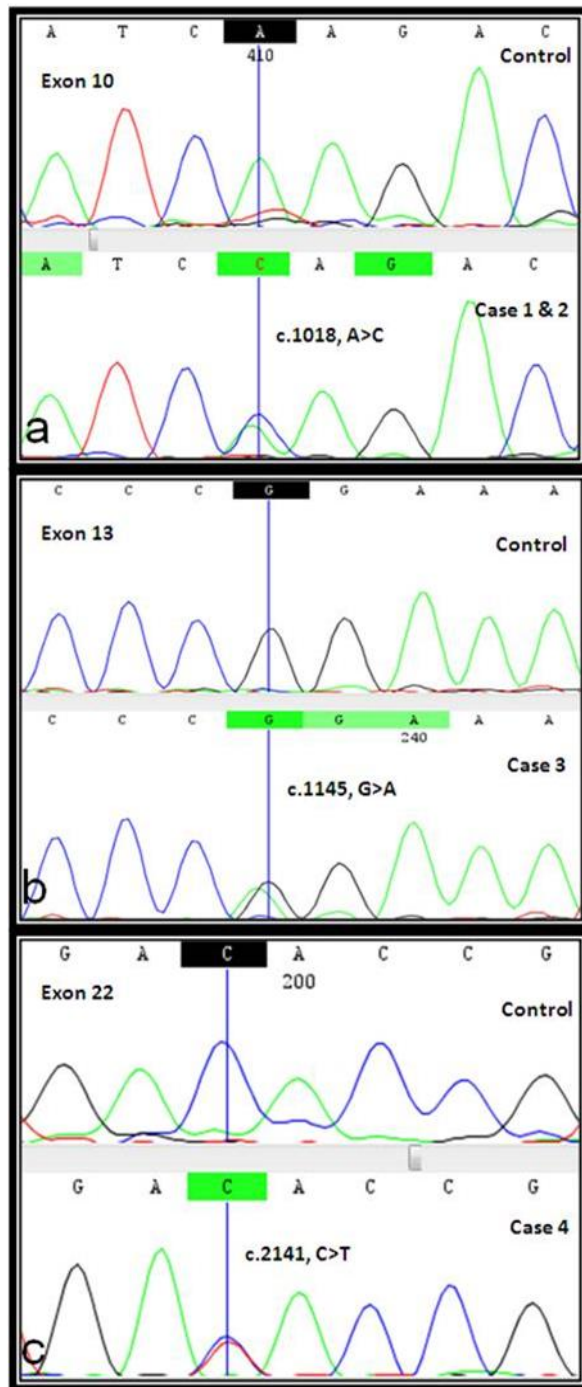 A T C A A G A C
410
Control
Exon 10
A T C C A G A C
Case 1 & 2
c.1018, A>C
a
C C C G G A A A
Exon 13
Control
C C C G G A A A
240
Case 3
c.1145, G>A
b
G A C A C C G
200
Exon 22
Control
G A C A C C G
Case 4
c.2141, C>T
c